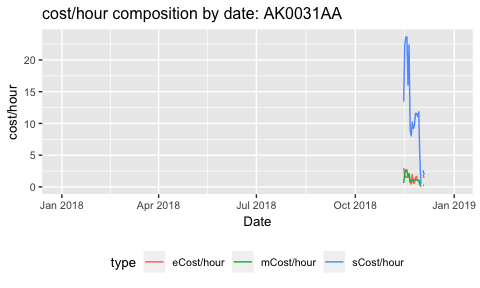 cost/hour composition by date: AK0031AA
cost/hour
20
15
10
5
0
Jan 2018 Apr 2018 Jul 2018 Oct 2018 Jan 2019
Date
type eCost/hour mCost/hour sCost/hour